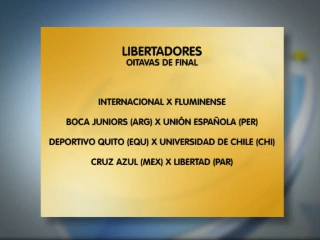 LIBERTADORES
OITAVAS DE FINAL
INTERNACIONAL X FLUMINENSE
BOCA JUNIORS (ARG) X UNIÓN ESPAÑOLA (PER)
DEPORTIVO QUITO (EQU) X UNIVERSIDAD DE CHILE (CHI)
CRUZ AZUL (MEX) X LIBERTAD (PAR)